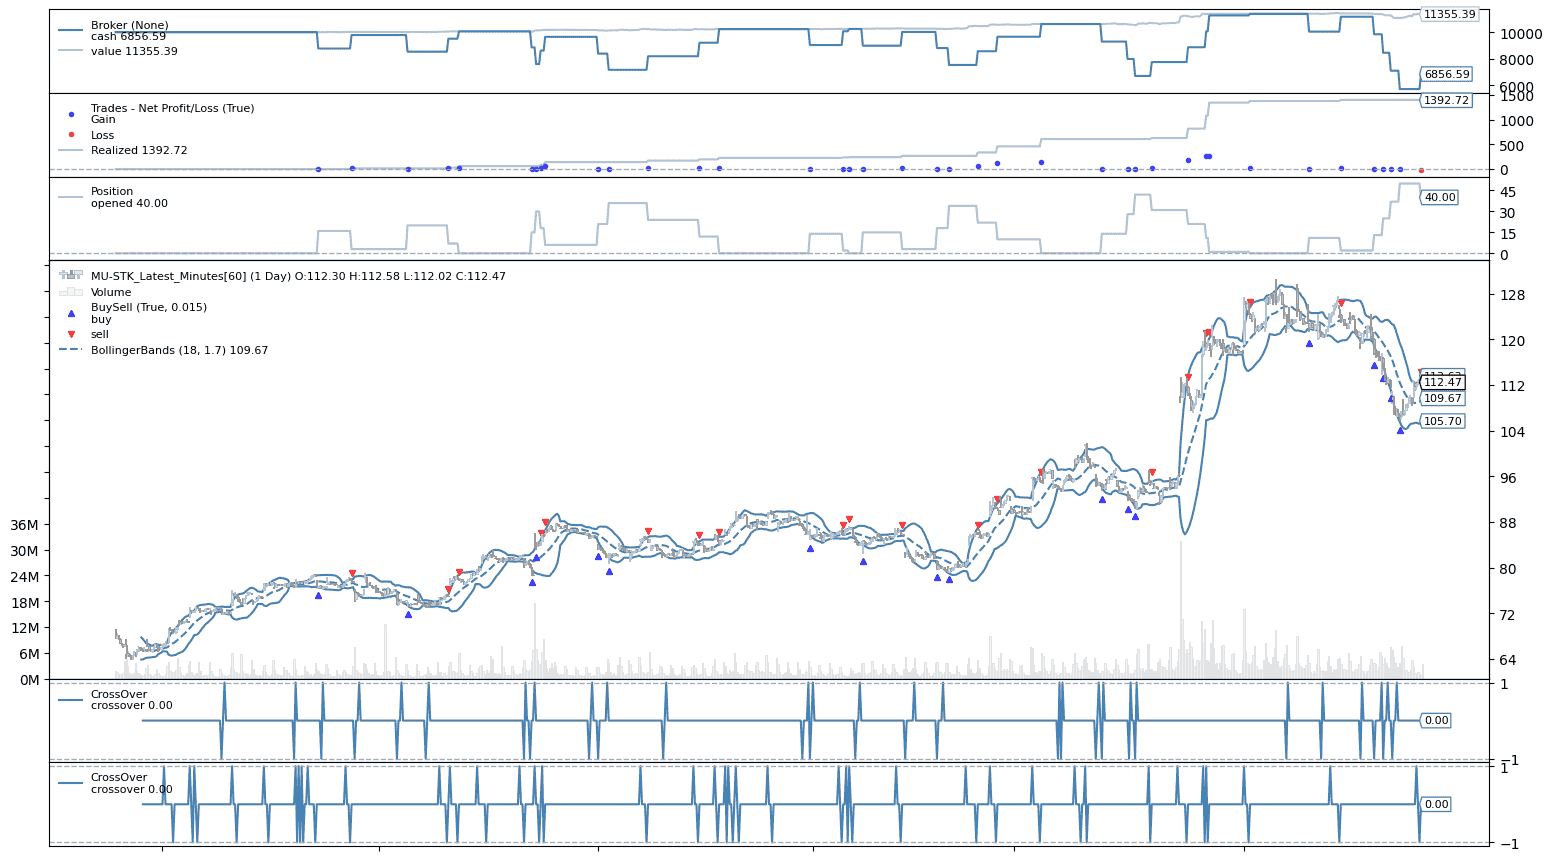 Broker (None)
cash 6856.59
value 11355.39
11355.39
10000
8000
6856.59
6000
Trades - Net Profit/Loss (True)
Gain
Loss
Realized 1392.72
1500
1392.72
1000
500
0
Position
opened 40.00
45
40.00
30
15
0
MU-STK_Latest_Minutes[60] (1 Day) O:112.30 H:112.58 L:112.02 C:112.47
Volume
BuySell (True, 0.015)
buy
sell
BollingerBands (18, 1.7) 109.67
128
120
112
112.47
109.67
105.70
104
96
88
80
72
64
36M
30M
24M
18M
12M
6M
0M
CrossOver
crossover 0.00
1
0.00
−1
CrossOver
crossover 0.00
1
0.00
−1